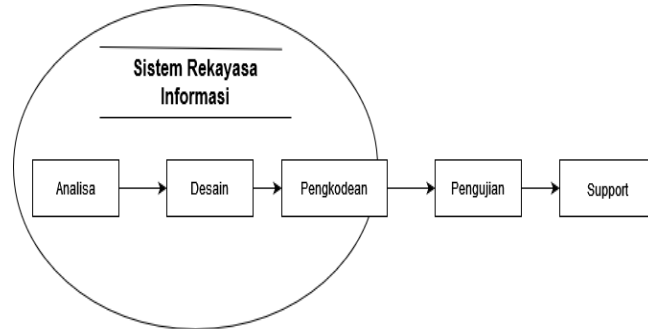 Sistem Rekayasa
Informasi
Analisa
Desain
Pengkodean
Pengujian
Support